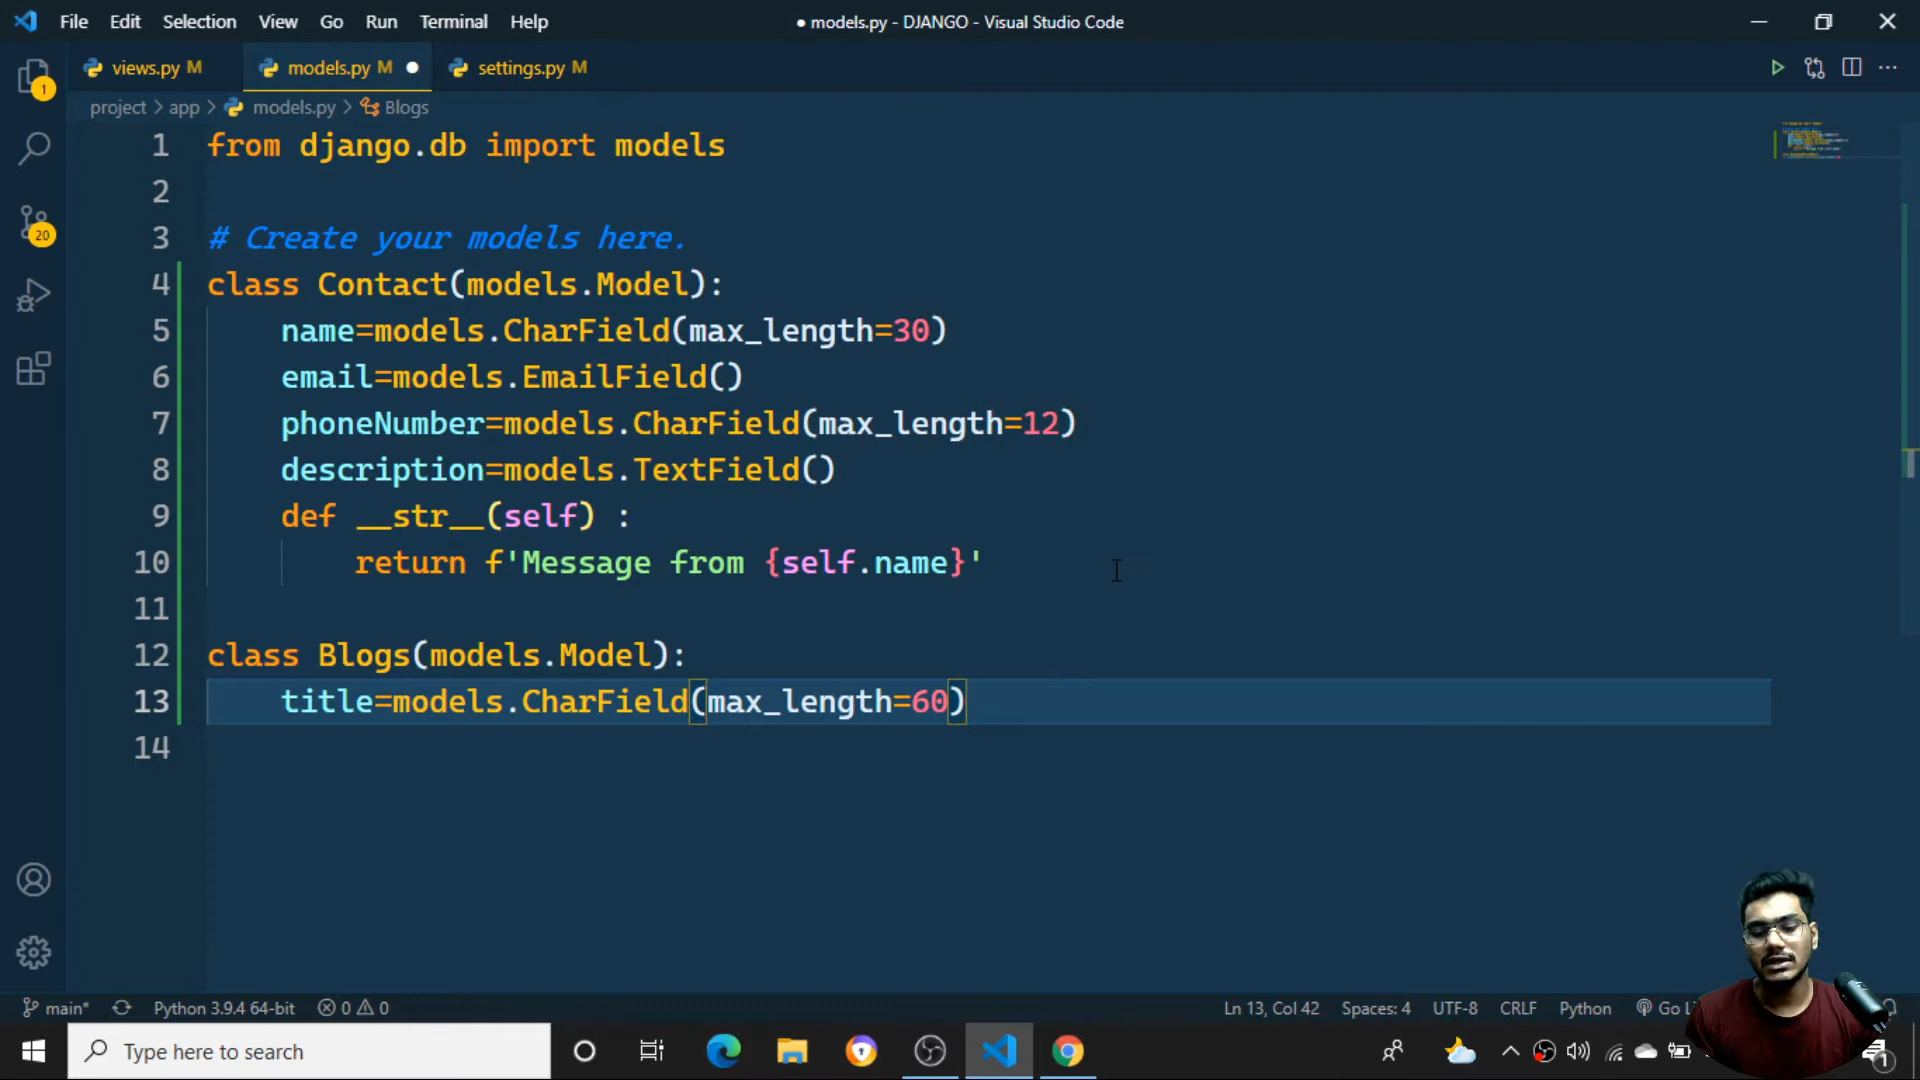 File Edit Selection View Go Run Terminal Help
● models.py - DJANGO - Visual Studio Code
views.py M
models.py M ●
settings.py M
project > app > models.py > Blogs
1 from django.db import models
2
3 # Create your models here.
4 class Contact(models.Model):
5     name=models.CharField(max_length=30)
6     email=models.EmailField()
7     phoneNumber=models.CharField(max_length=12)
8     description=models.TextField()
9     def __str__(self) :
10         return f'Message from {self.name}'
11
12 class Blogs(models.Model):
13     title=models.CharField(max_length=60)
14
1
20
main* Python 3.9.4 64-bit 0 0
Ln 13, Col 42 Spaces: 4 UTF-8 CRLF Python Go
Type here to search
1